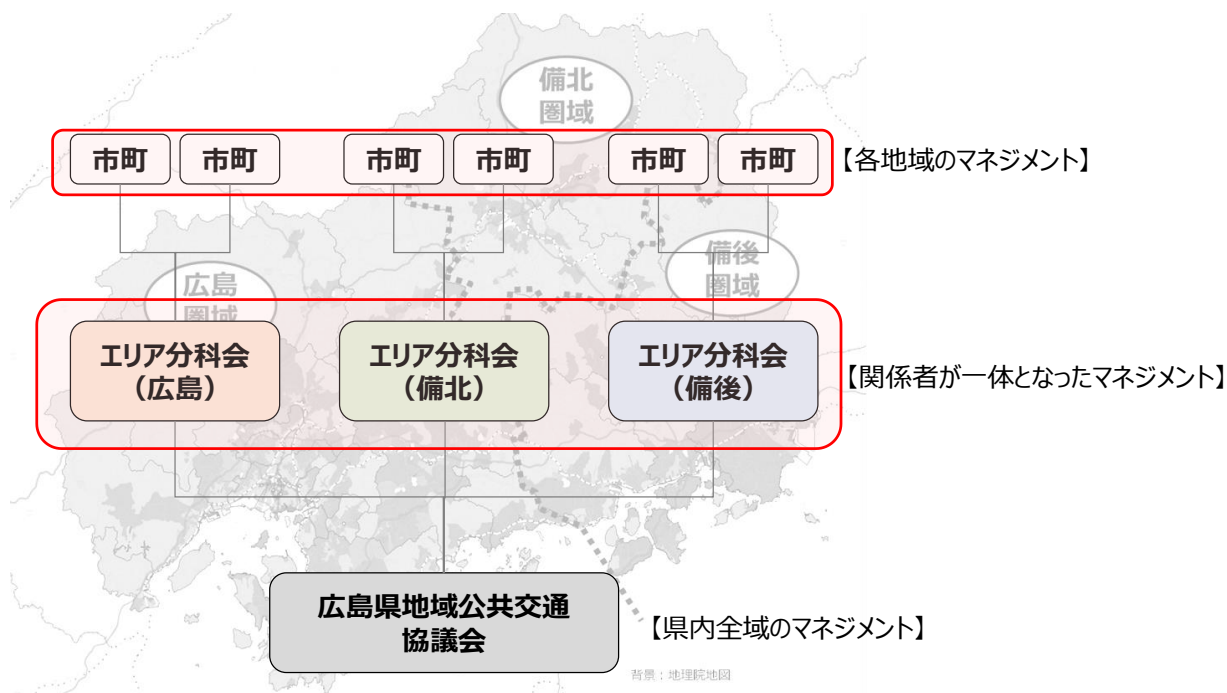 備北
圏域
市町 市町 市町 市町 市町 市町 【各地域のマネジメント】
備後
圏域
広島
圏域
エリア分科会
(広島)
エリア分科会
(備北)
エリア分科会
(備後)
【関係者が一体となったマネジメント】
広島県地域公共交通
協議会
【県内全域のマネジメント】
背景：地理院地図